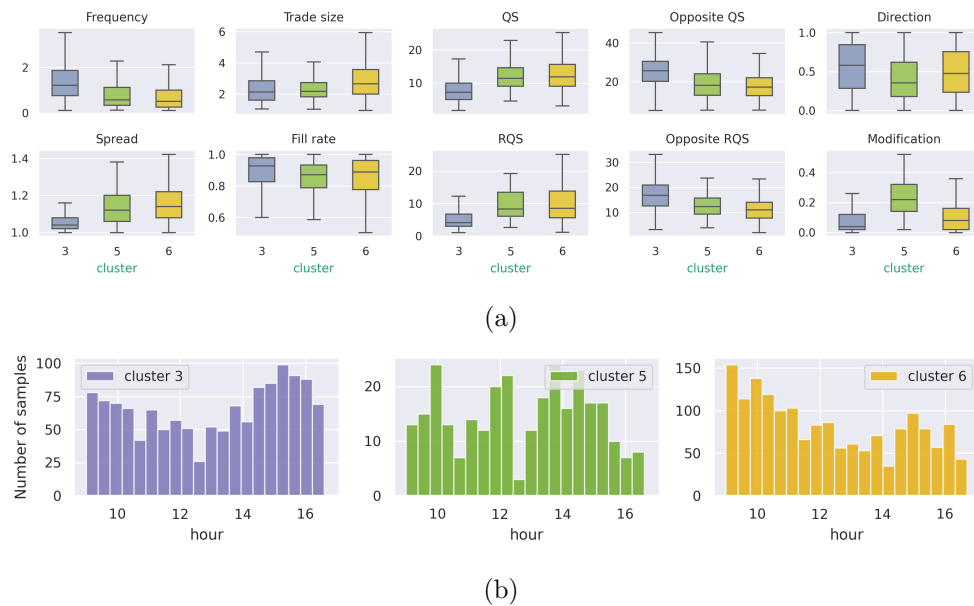 Frequency Trade size QS Opposite QS Direction
2 0
6 4 2
20 10
40 20
1.0 0.5 0.0
Spread Fill rate RQS Opposite RQS Modification
1.4 1.2 1.0
1.0 0.8 0.6
20 10 0
30 20 10
0.4 0.2 0.0
3 5 6 3 5 6 3 5 6 3 5 6 3 5 6
cluster cluster cluster cluster cluster
(a)
Number of samples
100 75 50 25 0
cluster 3
10 12 14 16
hour
20 10 0
cluster 5
10 12 14 16
hour
150 100 50 0
cluster 6
10 12 14 16
hour
(b)